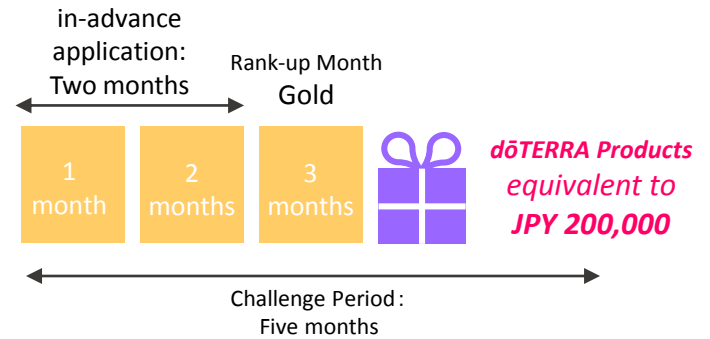 in-advance
application:
Two months
Rank-up Month
Gold
1
month
2
months
3
months
dōTERRA Products
equivalent to
JPY 200,000
Challenge Period:
Five months